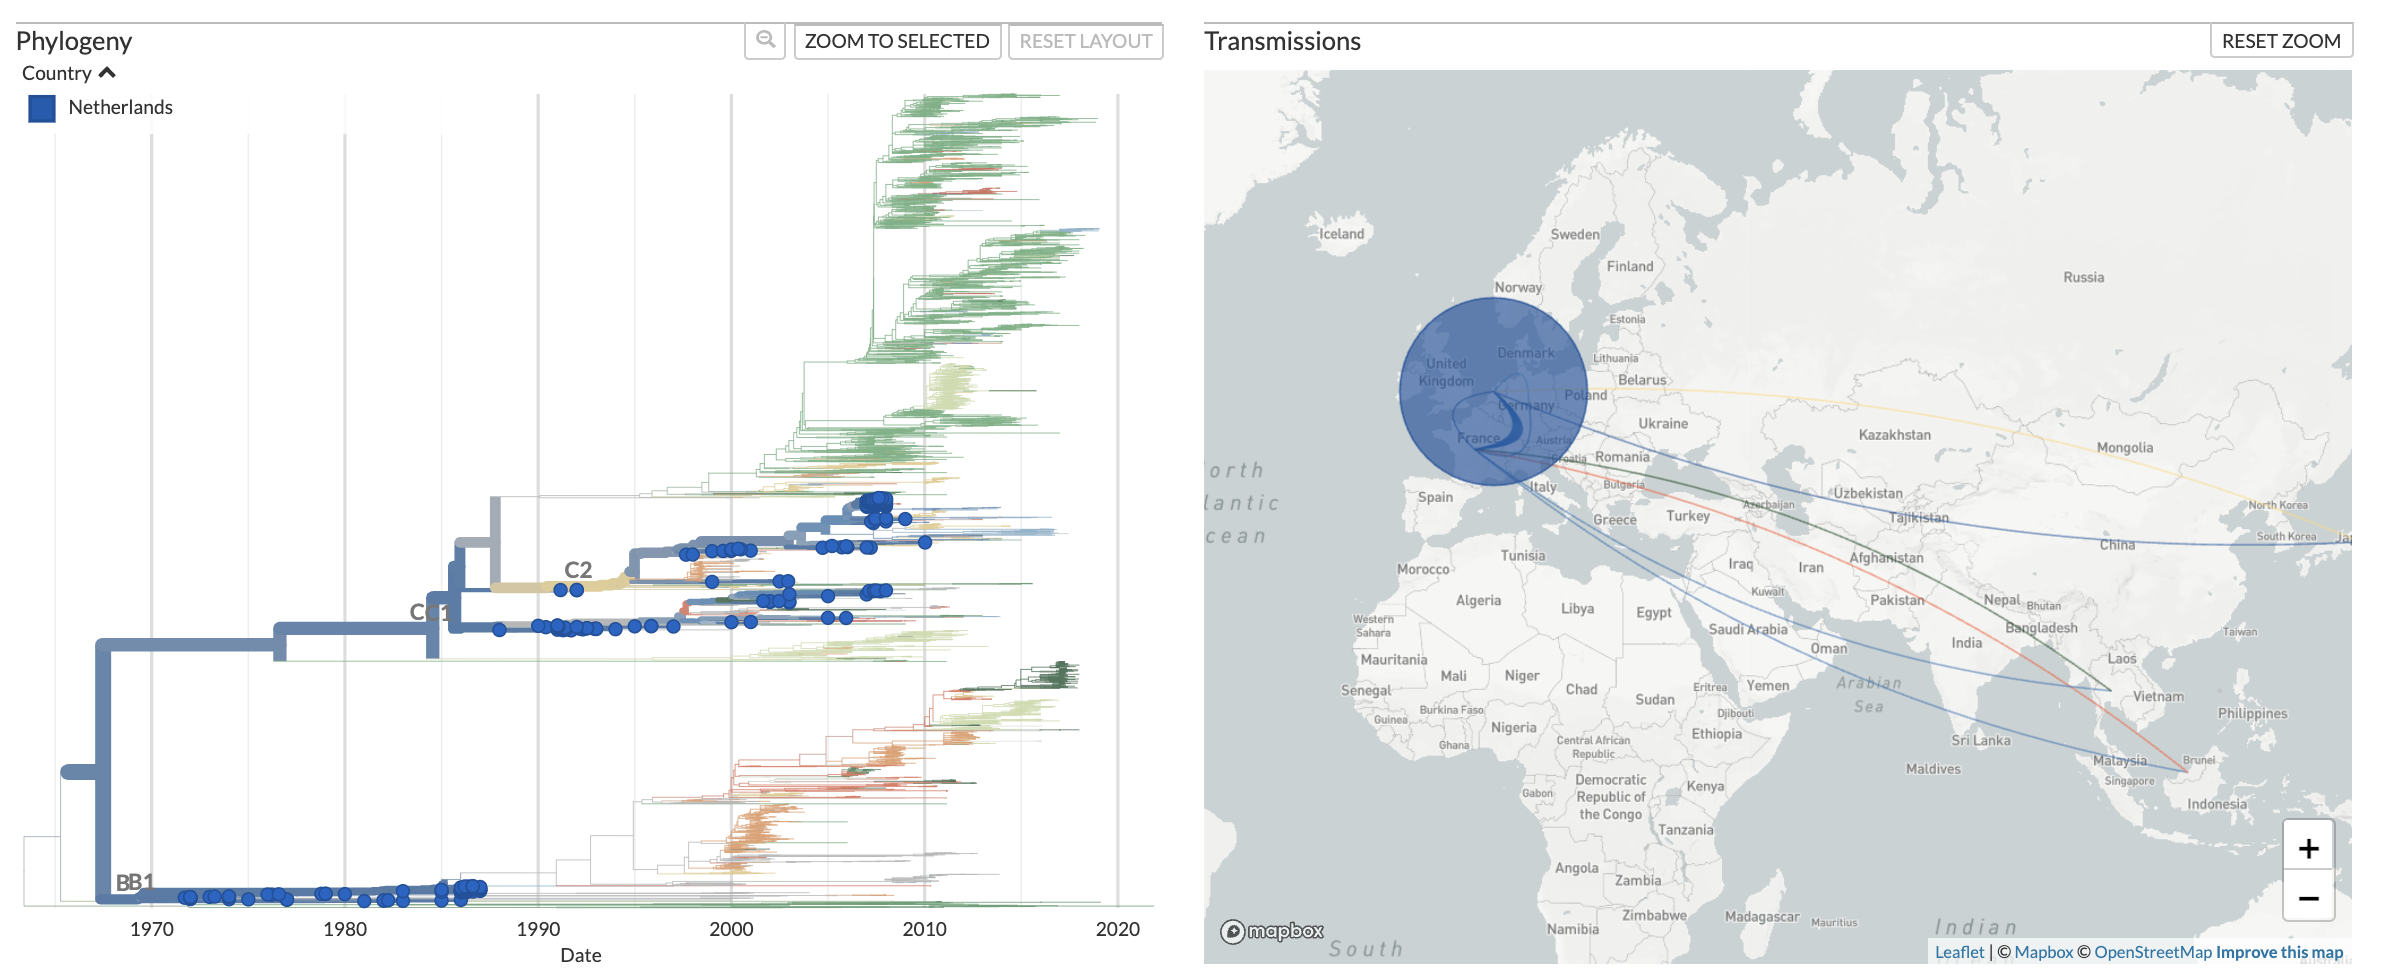 Phylogeny
ZOOM TO SELECTED
RESET LAYOUT
Country
Netherlands
C2
CC1
BB1
1970
1980
1990
2000
2010
2020
Date
Transmissions
RESET ZOOM
Iceland
Sweden
Finland
Russia
Norway
Estonia
Denmark
Lithuania
United
Kingdom
Belarus
Poland
Germany
Ukraine
Kazakhstan
France
Austria
Mongolia
Croatia
Romania
orth
lantic
cean
Bulgaria
Italy
Spain
Uzbekistan
Azerbaijan
North Korea
Greece
Turkey
Tajikistan
South Korea
Ja
China
Tunisia
Afghanistan
Morocco
Iraq
Iran
Algeria
Libya
Egypt
Kuwait
Pakistan
Nepal
Bhutan
Western
Sahara
Saudi Arabia
Bangladesh
Taiwan
India
Oman
Mauritania
Laos
Mali
Niger
Chad
Sudan
Eritrea
Yemen
Arabian
Sea
Senegal
Vietnam
Burkina Faso
Guinea
Nigeria
Djibouti
Philippines
Ethiopia
Ghana
Central African
Republic
Sri Lanka
Malaysia
Brunei
Maldives
Singapore
Democratic
Republic of
the Congo
Gabon
Kenya
Indonesia
Tanzania
Angola
Zambia
Zimbabwe
Madagascar
Mauritius
Namibia
Indian
South
mapbox
+
−
Leaflet | © Mapbox © OpenStreetMap Improve this map